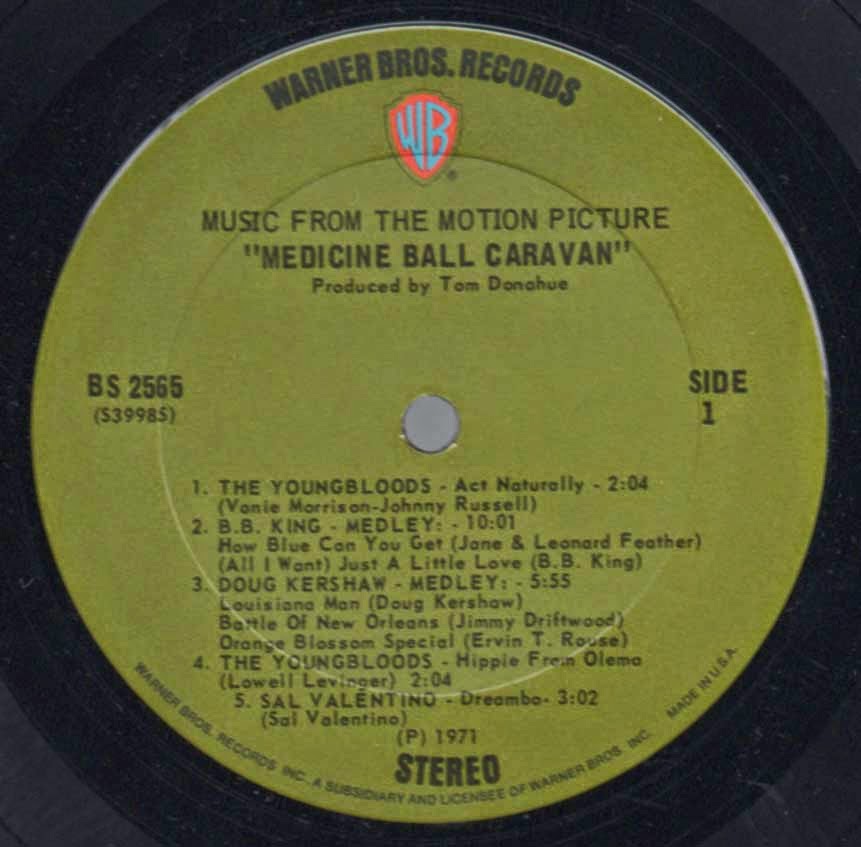 WARNER BROS. RECORDS
WB
®
MUSIC FROM THE MOTION PICTURE
"MEDICINE BALL CARAVAN"
Produced by Tom Donahue
BS 2565
(S39985)
SIDE
1
1. THE YOUNGBLOODS - Act Naturally - 2:04
(Vonie Morrison-Johnny Russell)
2. B.B. KING - MEDLEY: - 10:01
How Blue Can You Get (Jane & Leonard Feather)
(All I Want) Just A Little Love (B.B. King)
3. DOUG KERSHAW - MEDLEY: - 5:55
Louisiana Man (Doug Kershaw)
Battle Of New Orleans (Jimmy Driftwood)
Orange Blossom Special (Ervin T. Rouse)
4. THE YOUNGBLOODS - Hippie From Olema
(Lowell Levinger) 2:04
5. SAL VALENTINO - Dreambo- 3:02
(Sal Valentino)
(P) 1971
STEREO
WARNER BROS. RECORDS INC. A SUBSIDIARY AND LICENSEE OF WARNER BROS. INC. MADE IN U.S.A.